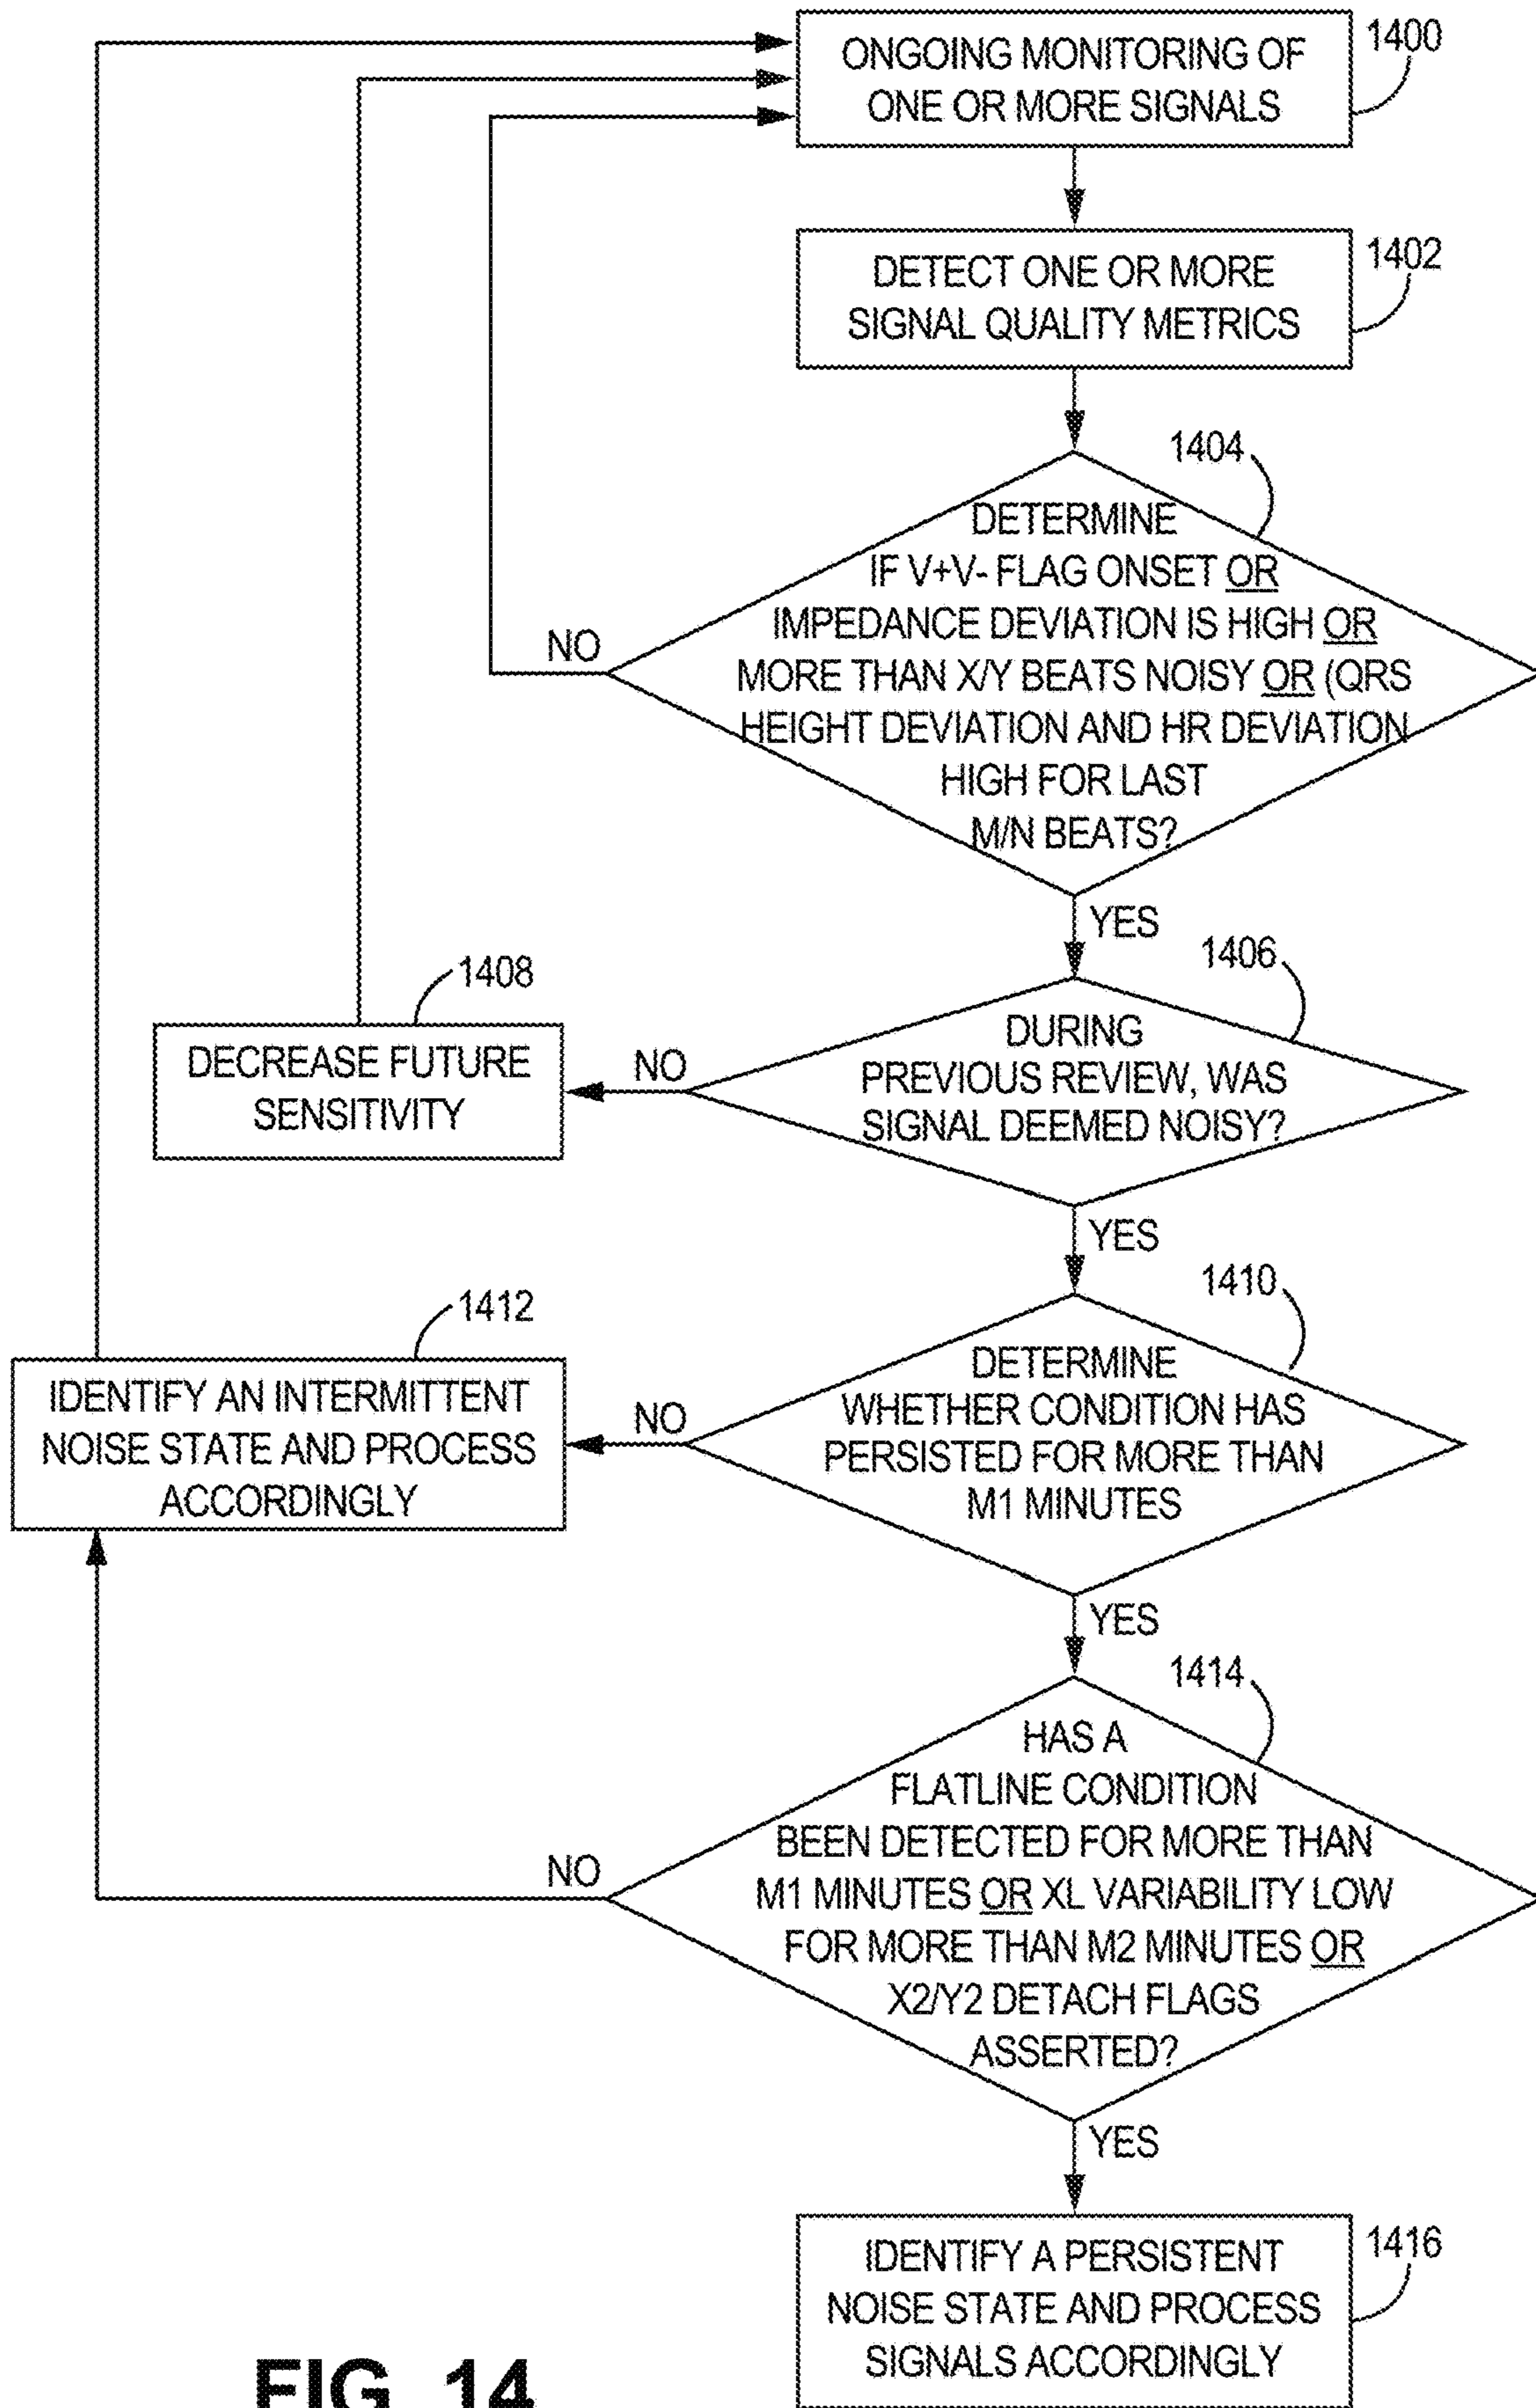 ONGOING MONITORING OF
ONE OR MORE SIGNALS
1400
DETECT ONE OR MORE
SIGNAL QUALITY METRICS
1402
1404
DETERMINE
IF V+V- FLAG ONSET OR
IMPEDANCE DEVIATION IS HIGH OR
MORE THAN X/Y BEATS NOISY OR (QRS
HEIGHT DEVIATION AND HR DEVIATION
HIGH FOR LAST
M/N BEATS?
NO
YES
1406
DURING
PREVIOUS REVIEW, WAS
SIGNAL DEEMED NOISY?
NO
1408
DECREASE FUTURE
SENSITIVITY
YES
1410
DETERMINE
WHETHER CONDITION HAS
PERSISTED FOR MORE THAN
M1 MINUTES
NO
1412
IDENTIFY AN INTERMITTENT
NOISE STATE AND PROCESS
ACCORDINGLY
YES
1414
HAS A
FLATLINE CONDITION
BEEN DETECTED FOR MORE THAN
M1 MINUTES OR XL VARIABILITY LOW
FOR MORE THAN M2 MINUTES OR
X2/Y2 DETACH FLAGS
ASSERTED?
NO
YES
IDENTIFY A PERSISTENT
NOISE STATE AND PROCESS
SIGNALS ACCORDINGLY
1416
FIG. 14